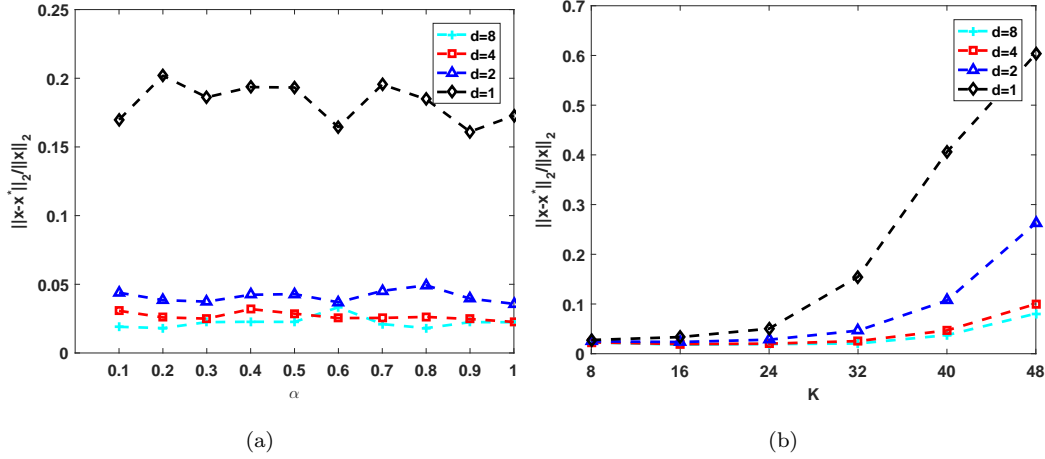 0.25
0.20
0.15
0.1
0.05
0
||x-x*||2/||x||2
0.1 0.2 0.3 0.4 0.5 0.6 0.7 0.8 0.9 1
α
d=8
d=4
d=2
d=1
(a)
0.7
0.6
0.5
0.4
0.3
0.2
0.1
0
||x-x*||2/||x||2
8 16 24 32 40 48
K
d=8
d=4
d=2
d=1
(b)